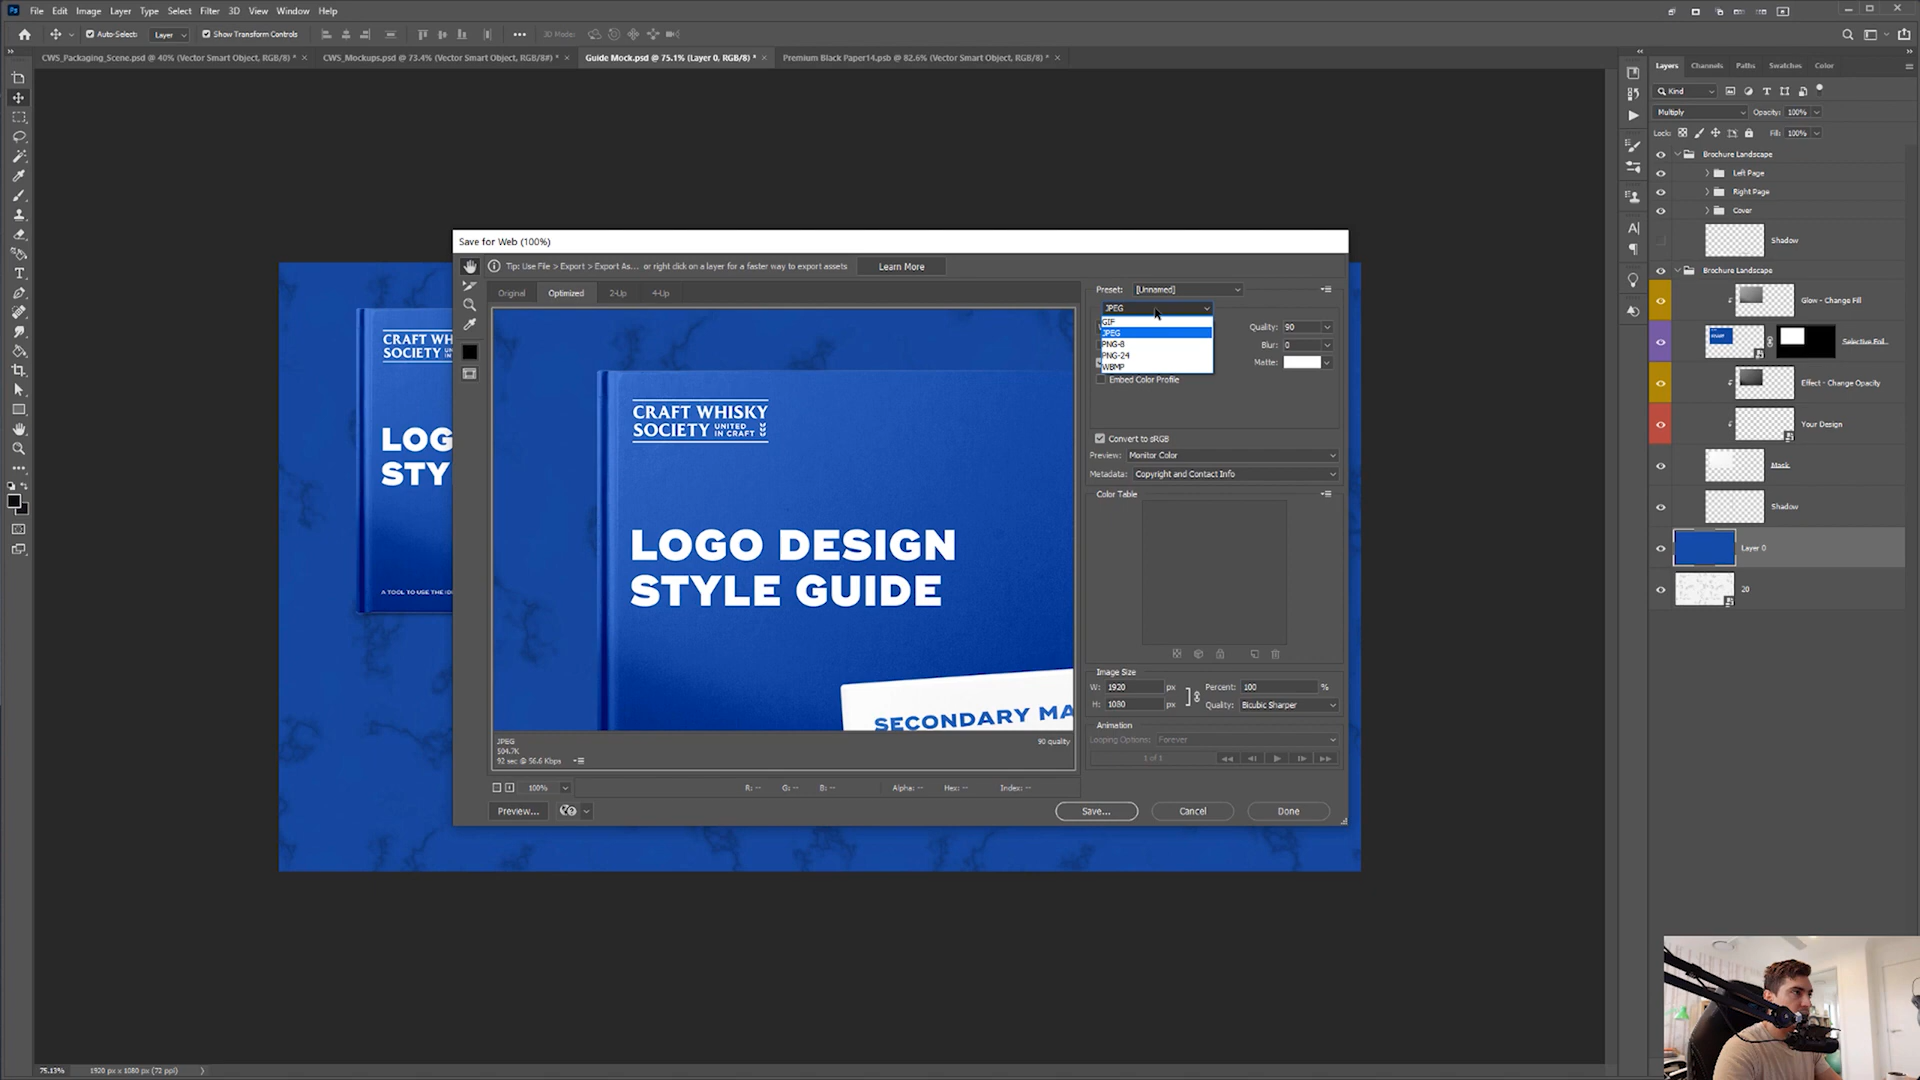 Ps File Edit Image Layer Type Select Filter 3D View Window Help
Auto-Select: Layer Show Transform Controls 3D Mode:
CWS_Packaging_Scene.psd @ 40% (Vector Smart Object, RGB/8) * × CWS_Mockups.psd @ 73.4% (Vector Smart Object, RGB/8#) * × Guide Mock.psd @ 75.1% (Layer 0, RGB/8) * × Premium Black Paper14.psb @ 82.6% (Vector Smart Object, RGB/8) * ×
Layers Channels Paths Swatches Color
Kind
Multiply Opacity: 100%
Lock: Fill: 100%
Brochure Landscape
Left Page
Right Page
Cover
Shadow
Brochure Landscape
Glow - Change Fill
Selective Foil...
Effect - Change Opacity
Your Design
Mask
Shadow
Layer 0
20
CRAFT
SOCIETY
LOG
STY
A TOOL TO USE THE
Save for Web (100%)
Tip: Use File > Export > Export As... or right click on a layer for a faster way to export assets Learn More
Original Optimized 2-Up 4-Up
CRAFT WHISKY
SOCIETY UNITED IN CRAFT
LOGO DESIGN
STYLE GUIDE
SECONDARY MA
JPEG
504.7K
92 sec @ 56.6 Kbps
90 quality
100% R: -- G: -- B: -- Alpha: -- Hex: -- Index: --
Preview... Save... Cancel Done
Preset: [Unnamed]
JPEG
GIF
JPEG
PNG-8
PNG-24
WBMP
Quality: 90
Blur: 0
Matte:
Embed Color Profile
Convert to sRGB
Preview: Monitor Color
Metadata: Copyright and Contact Info
Color Table
Image Size
W: 1920 px Percent: 100 %
H: 1080 px Quality: Bicubic Sharper
Animation
Looping Options: Forever
1 of 1
75.13% 1920 px x 1080 px (72 ppi)